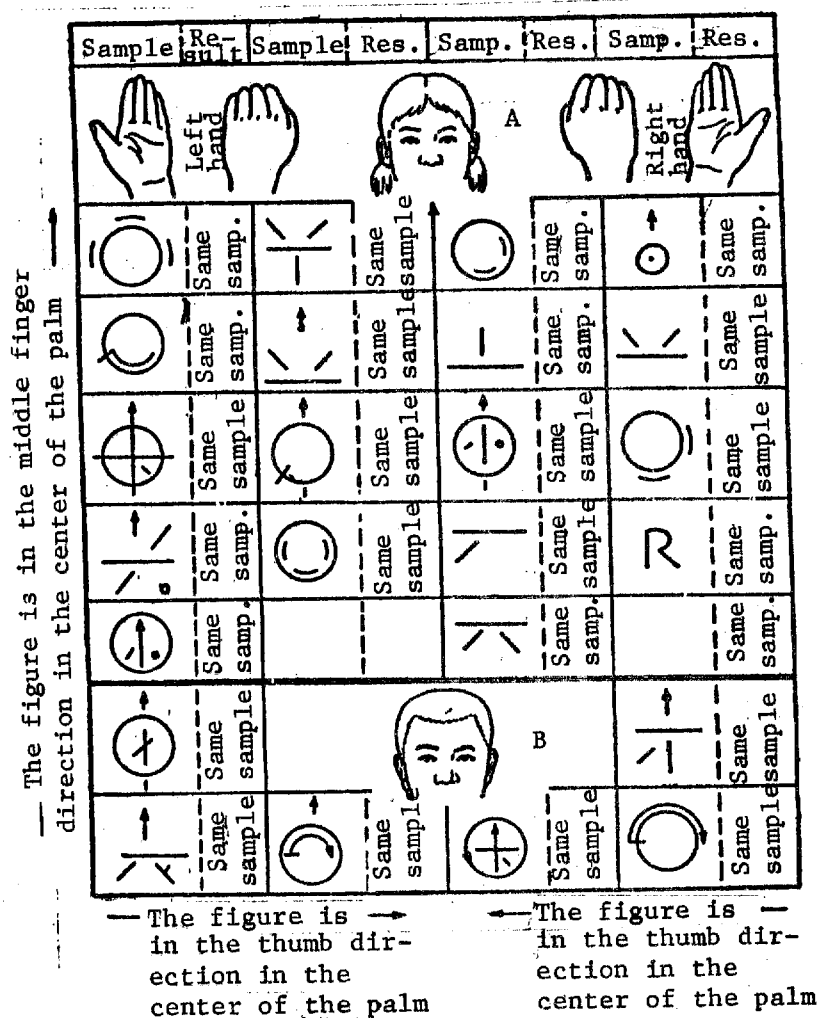 Sample Re-sult Sample Res. Samp. Res. Samp. Res.
Left hand A Right hand
Same samp. Same sample Same samp. Same samp.
Same samp. Same sample Same samp. Same sample
Same sample Same sample Same sample Same sample
Same samp. Same sample Same sample R Same samp.
Same samp. Same samp. Same samp.
Same sample B Same sample
Same sample Same sample Same sample Same sample
— The figure is in the middle finger
direction in the center of the palm
The figure is
in the thumb dir-
ection in the
center of the palm
The figure is
in the thumb dir-
ection in the
center of the palm